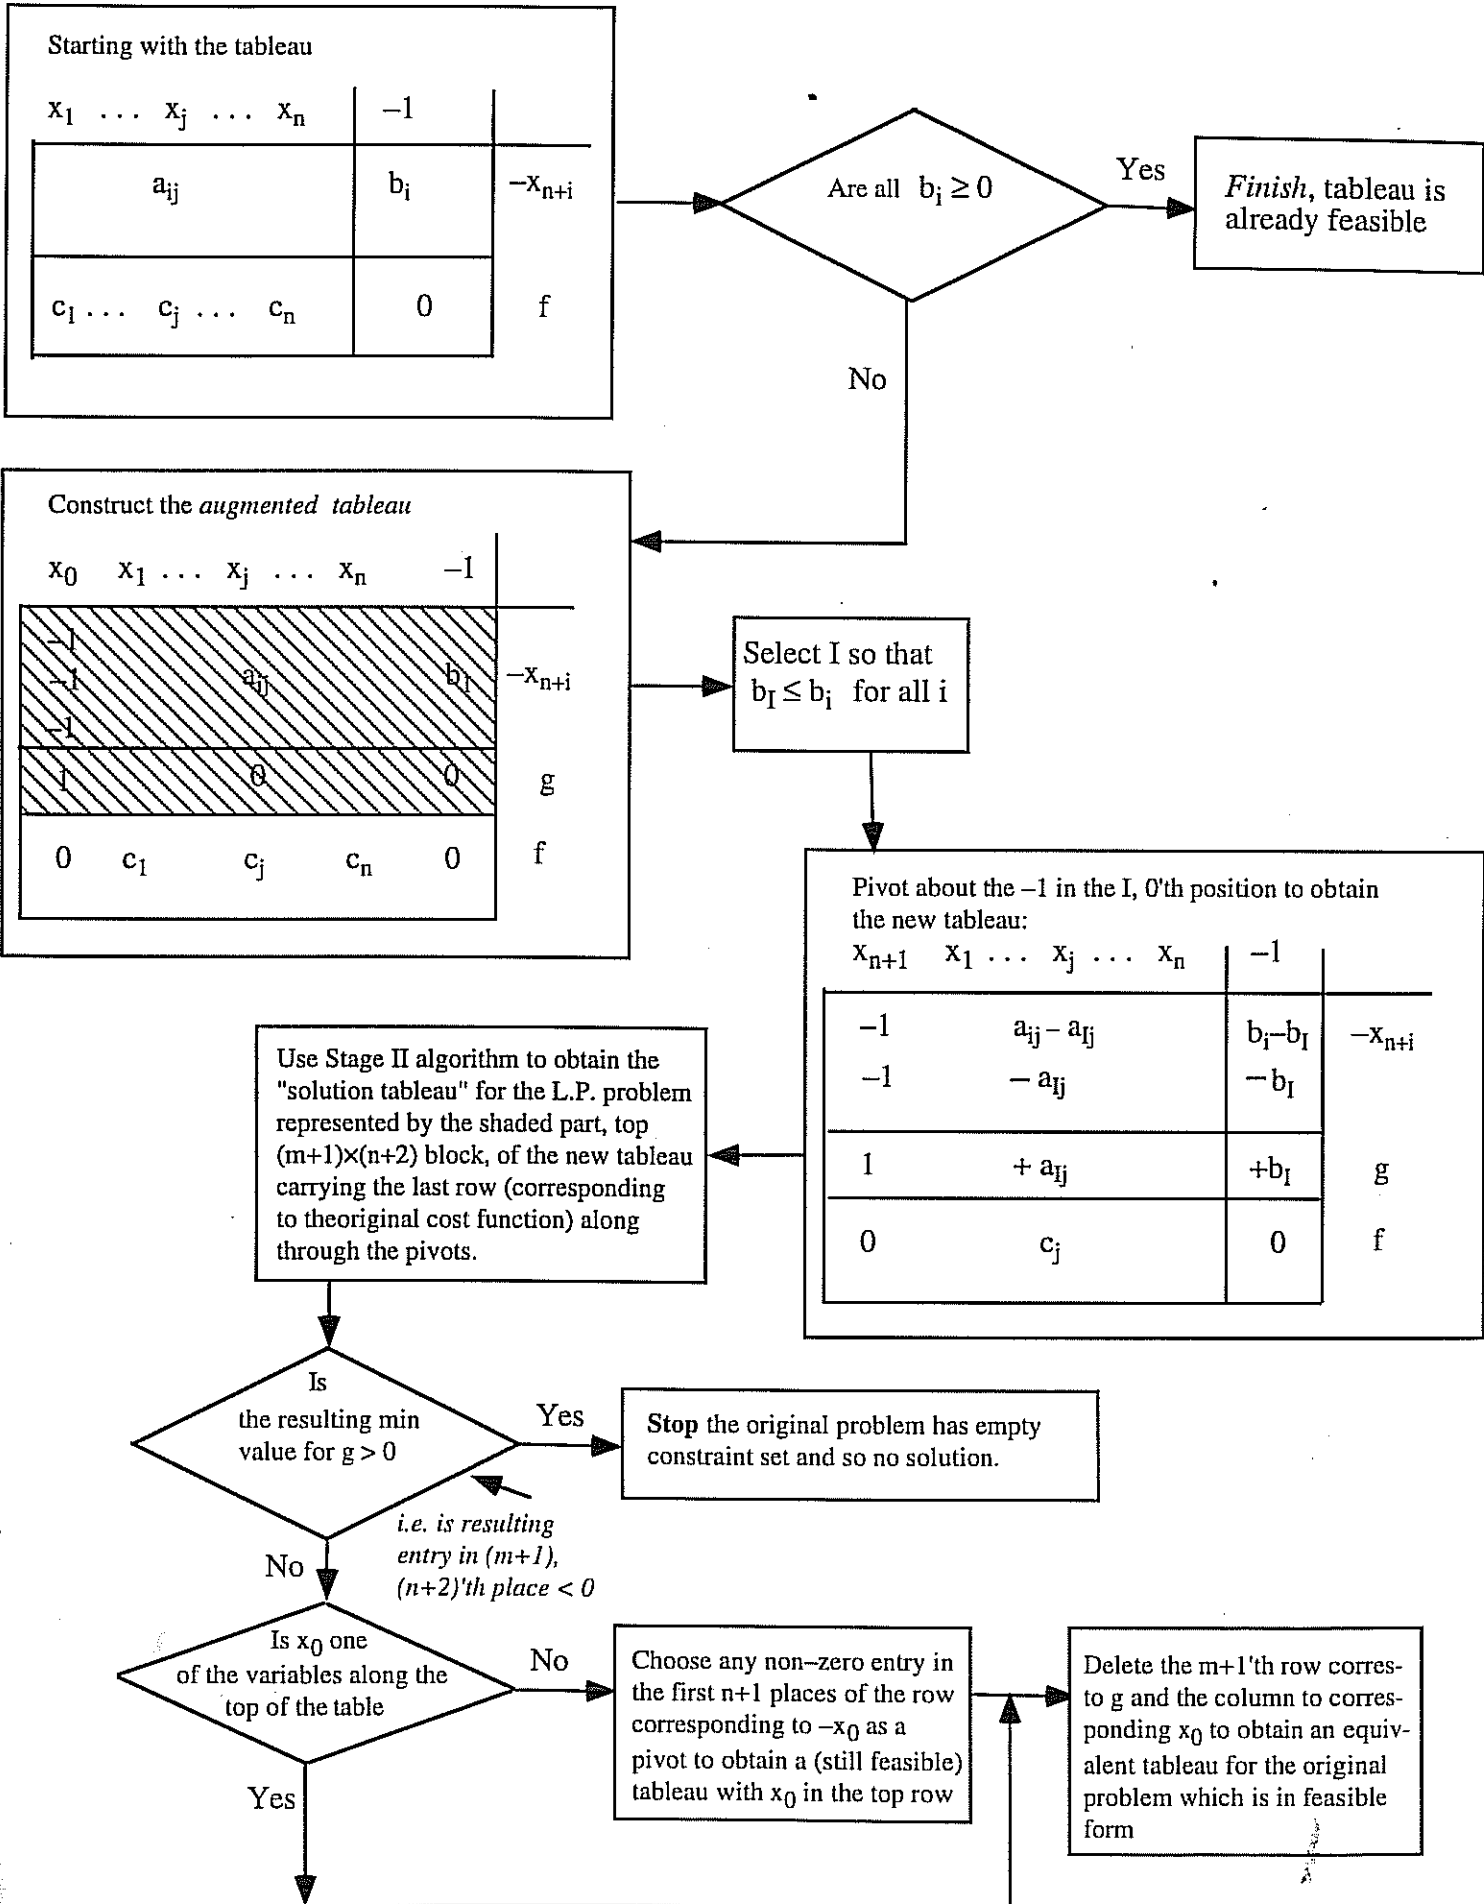 Starting with the tableau
x1 ... xj ... xn −1
aij bi −xn+i
c1 ... cj ... cn 0 f
Are all bi ≥ 0
Yes
Finish, tableau is
already feasible
No
Construct the augmented tableau
x0 x1 ... xj ... xn −1
−1
−1 aij bI −xn+i
−1
1 0 0 g
0 c1 cj cn 0 f
Select I so that
bI ≤ bi for all i
Pivot about the −1 in the I, 0'th position to obtain
the new tableau:
xn+1 x1 ... xj ... xn −1
−1 aij − aIj bi−bI −xn+i
−1 − aIj − bI
1 + aIj +bI g
0 cj 0 f
Use Stage II algorithm to obtain the
"solution tableau" for the L.P. problem
represented by the shaded part, top
(m+1)×(n+2) block, of the new tableau
carrying the last row (corresponding
to theoriginal cost function) along
through the pivots.
Is
the resulting min
value for g > 0
Yes
Stop the original problem has empty
constraint set and so no solution.
i.e. is resulting
entry in (m+1),
(n+2)'th place < 0
No
Is x0 one
of the variables along the
top of the table
No
Choose any non–zero entry in
the first n+1 places of the row
corresponding to −x0 as a
pivot to obtain a (still feasible)
tableau with x0 in the top row
Delete the m+1'th row corres-
to g and the column to corres-
ponding x0 to obtain an equiv-
alent tableau for the original
problem which is in feasible
form
Yes